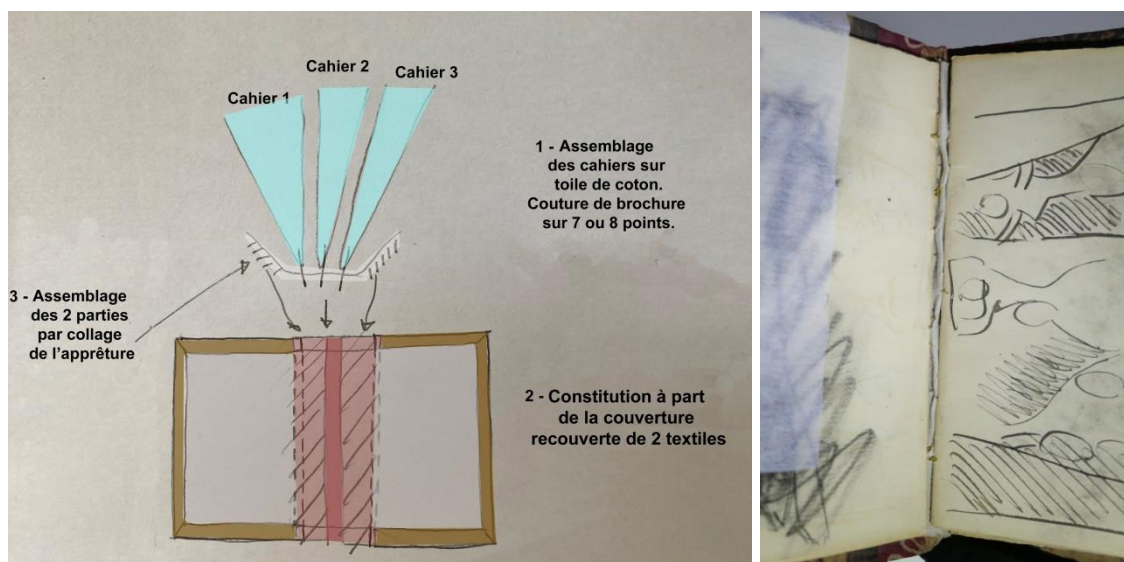 Cahier 1
Cahier 2
Cahier 3
1 - Assemblage
des cahiers sur
toile de coton.
Couture de brochure
sur 7 ou 8 points.
3 - Assemblage
des 2 parties
par collage
de l'apprêture
2 - Constitution à part
de la couverture
recouverte de 2 textiles